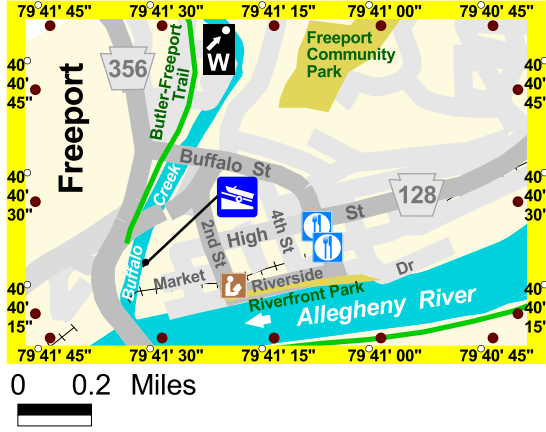 79 41' 45" 79 41' 30" 79 41' 15" 79 41' 00" 79 40' 45"
Freeport
Community
Park
W
356
Freeport
Butler-Freeport
Trail
40
40'
45"
40
40'
45"
Buffalo St
Creek
128
40
40'
30"
40
40'
30"
St
4th St
2nd St
High
Buffalo
Market
Riverside
Dr
Riverfront Park
Allegheny River
40
40'
15"
40
40'
15"
79 41' 45" 79 41' 30" 79 41' 15" 79 41' 00" 79 40' 45"
0 0.2 Miles